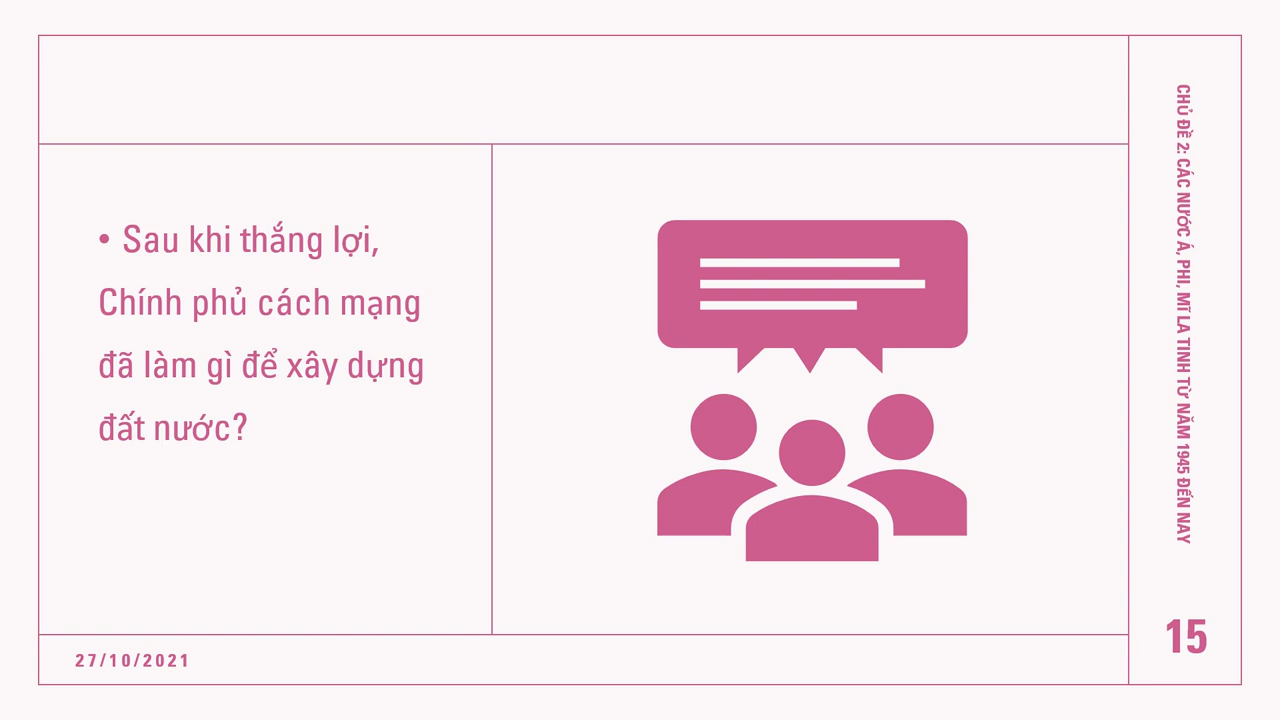 • Sau khi thắng lợi,
Chính phủ cách mạng
đã làm gì để xây dựng
đất nước?
CHỦ ĐỀ 2: CÁC NƯỚC Á, PHI, MĨ LA TINH TỪ NĂM 1945 ĐẾN NAY
27/10/2021
15